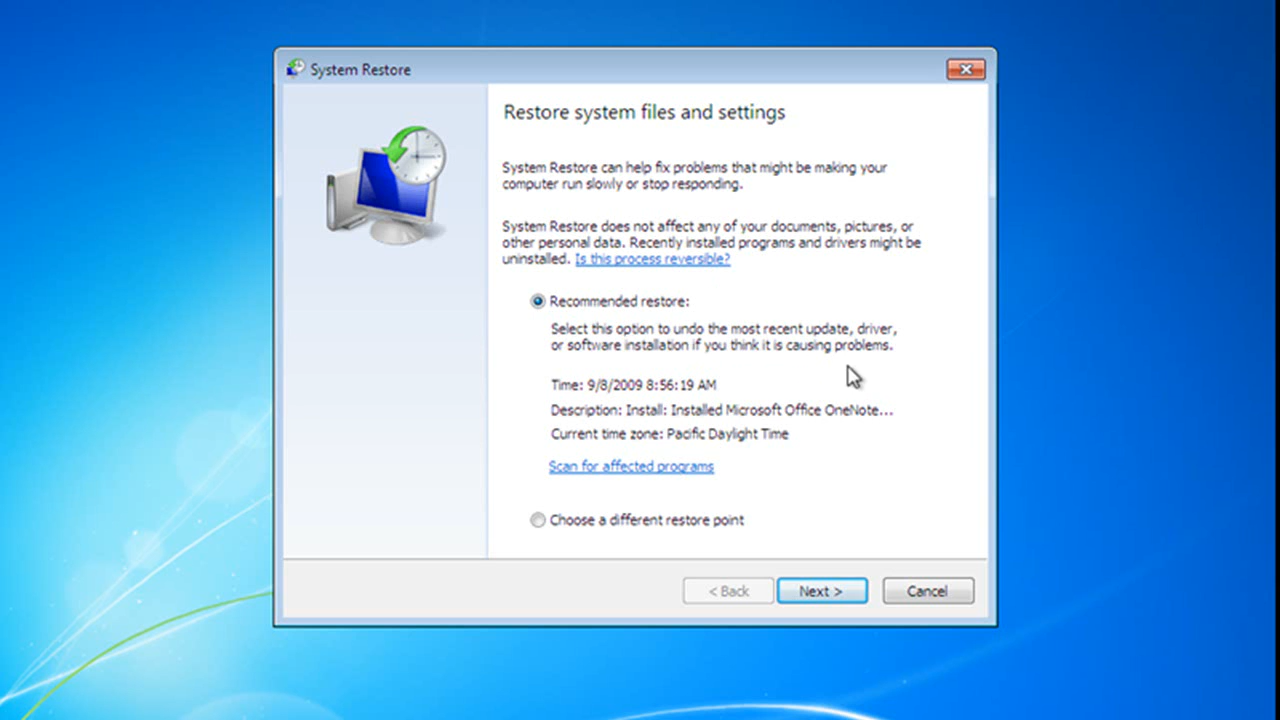 System Restore
Restore system files and settings
System Restore can help fix problems that might be making your
computer run slowly or stop responding.
System Restore does not affect any of your documents, pictures, or
other personal data. Recently installed programs and drivers might be
uninstalled. Is this process reversible?
Recommended restore:
Select this option to undo the most recent update, driver,
or software installation if you think it is causing problems.
Time: 9/8/2009 8:56:19 AM
Description: Install: Installed Microsoft Office OneNote...
Current time zone: Pacific Daylight Time
Scan for affected programs
Choose a different restore point
< Back Next > Cancel